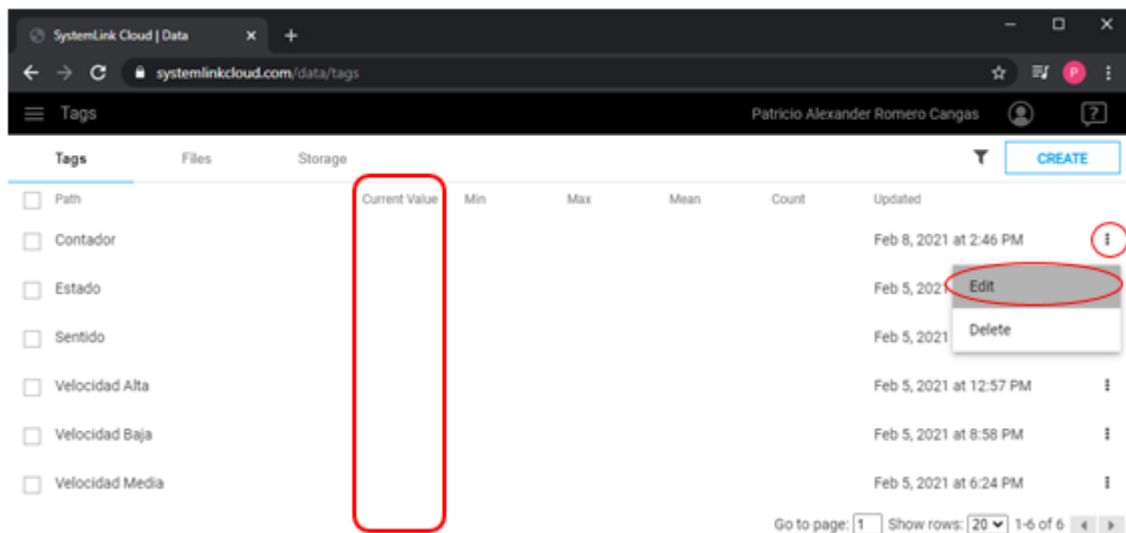 SystemLink Cloud | Data
systemlinkcloud.com/data/tags
P
Tags Patricio Alexander Romero Cangas
Tags Files Storage CREATE
Path Current Value Min Max Mean Count Updated
Contador Feb 8, 2021 at 2:46 PM
Estado Feb 5, 2021 Edit
Sentido Feb 5, 2021 Delete
Velocidad Alta Feb 5, 2021 at 12:57 PM
Velocidad Baja Feb 5, 2021 at 8:58 PM
Velocidad Media Feb 5, 2021 at 6:24 PM
Go to page: 1 Show rows: 20 1-6 of 6